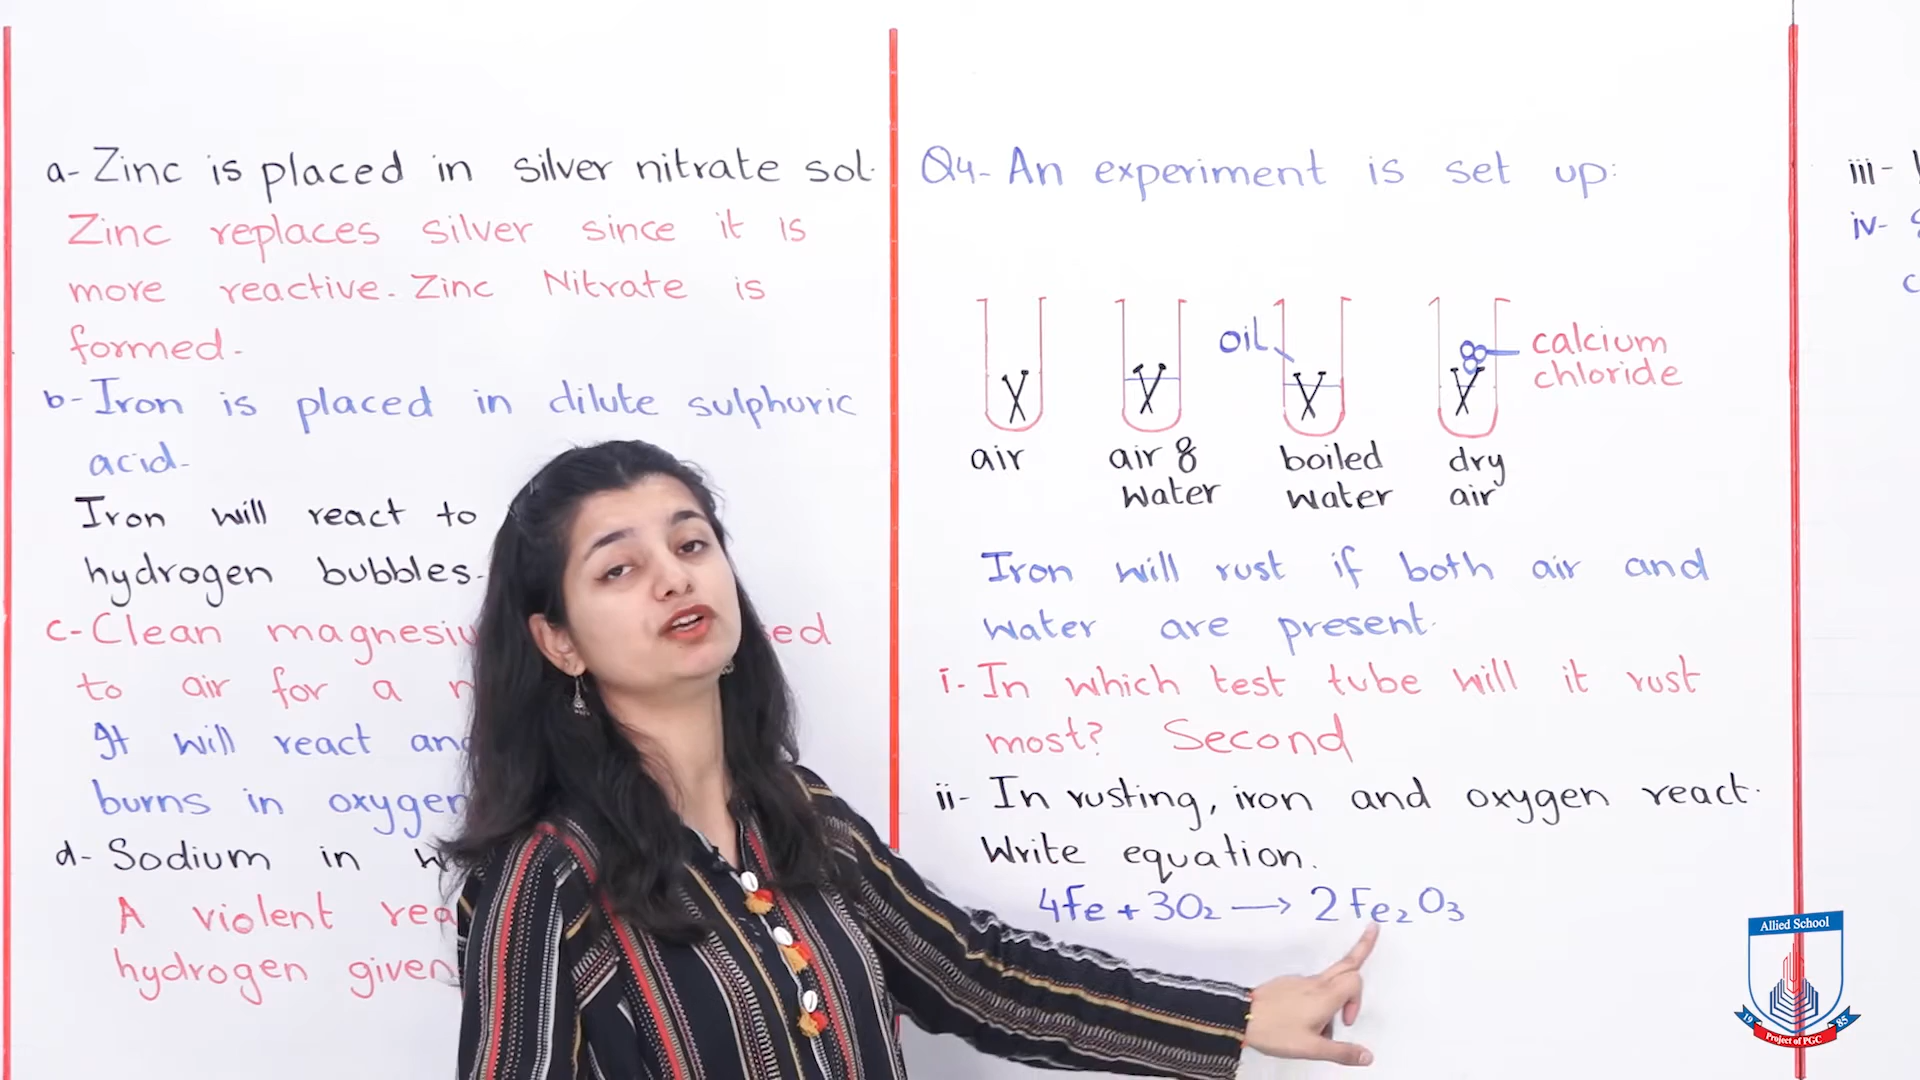 a- Zinc is placed in silver nitrate sol.
Zinc replaces silver since it is
more reactive. Zinc Nitrate is
formed.
b- Iron is placed in dilute sulphuric
acid.
Iron will react to
hydrogen bubbles.
c- Clean
to air for a
It will react
burns in oxygen
d- Sodium in
A violent
hydrogen given
Q4- An experiment is set up:
oil
calcium
chloride
air
air &
water
boiled
water
dry
air
Iron will rust if both air and
water are present.
i- In which test tube will it rust
most? Second
ii- In rusting, iron and oxygen react.
Write equation.
4Fe + 3O₂ → 2Fe₂O₃
iii-
iv-
Allied School
19 85
Project of PGC